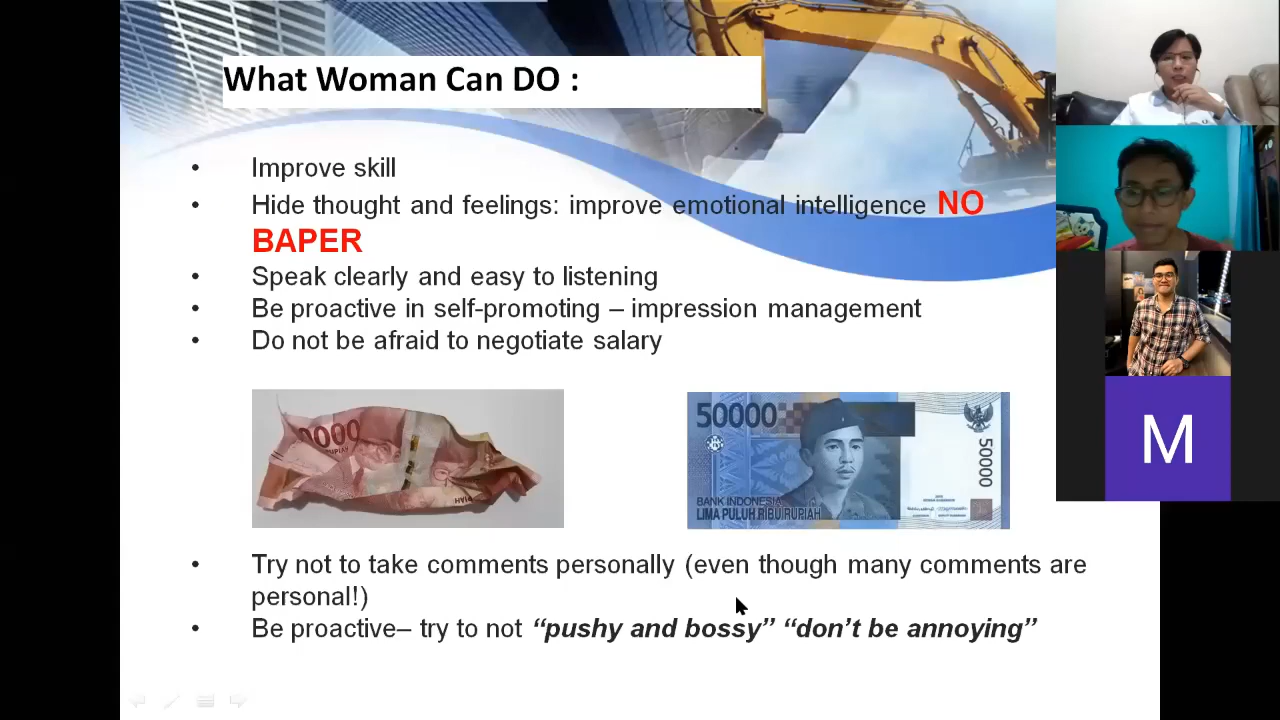 What Woman Can DO :
• Improve skill
• Hide thought and feelings: improve emotional intelligence NO
BAPER
• Speak clearly and easy to listening
• Be proactive in self-promoting – impression management
• Do not be afraid to negotiate salary
0000
50000
50000
BANK INDONESIA
LIMA PULUH RIBU RUPIAH
• Try not to take comments personally (even though many comments are
personal!)
• Be proactive– try to not “pushy and bossy” “don’t be annoying”
M